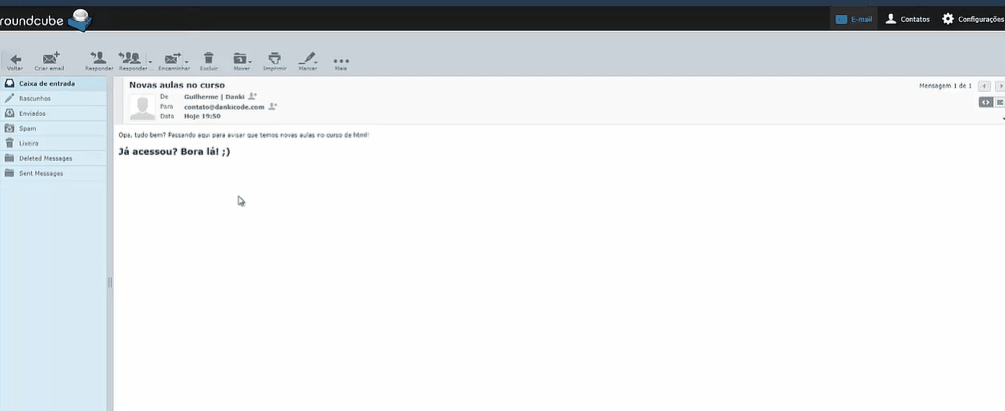 roundcube
E-mail Contatos Configurações
Voltar Criar email Responder Responder ... Encaminhar Excluir Mover Imprimir Marcar Mais
Caixa de entrada
Rascunhos
Enviados
Spam
Lixeira
Deleted Messages
Sent Messages
Novas aulas no curso
Mensagem 1 de 1
De Guilherme | Danki
Para contato@dankicode.com
Data Hoje 19:50
Opa, tudo bem? Passando aqui para avisar que temos novas aulas no curso de html!
Já acessou? Bora lá! ;)